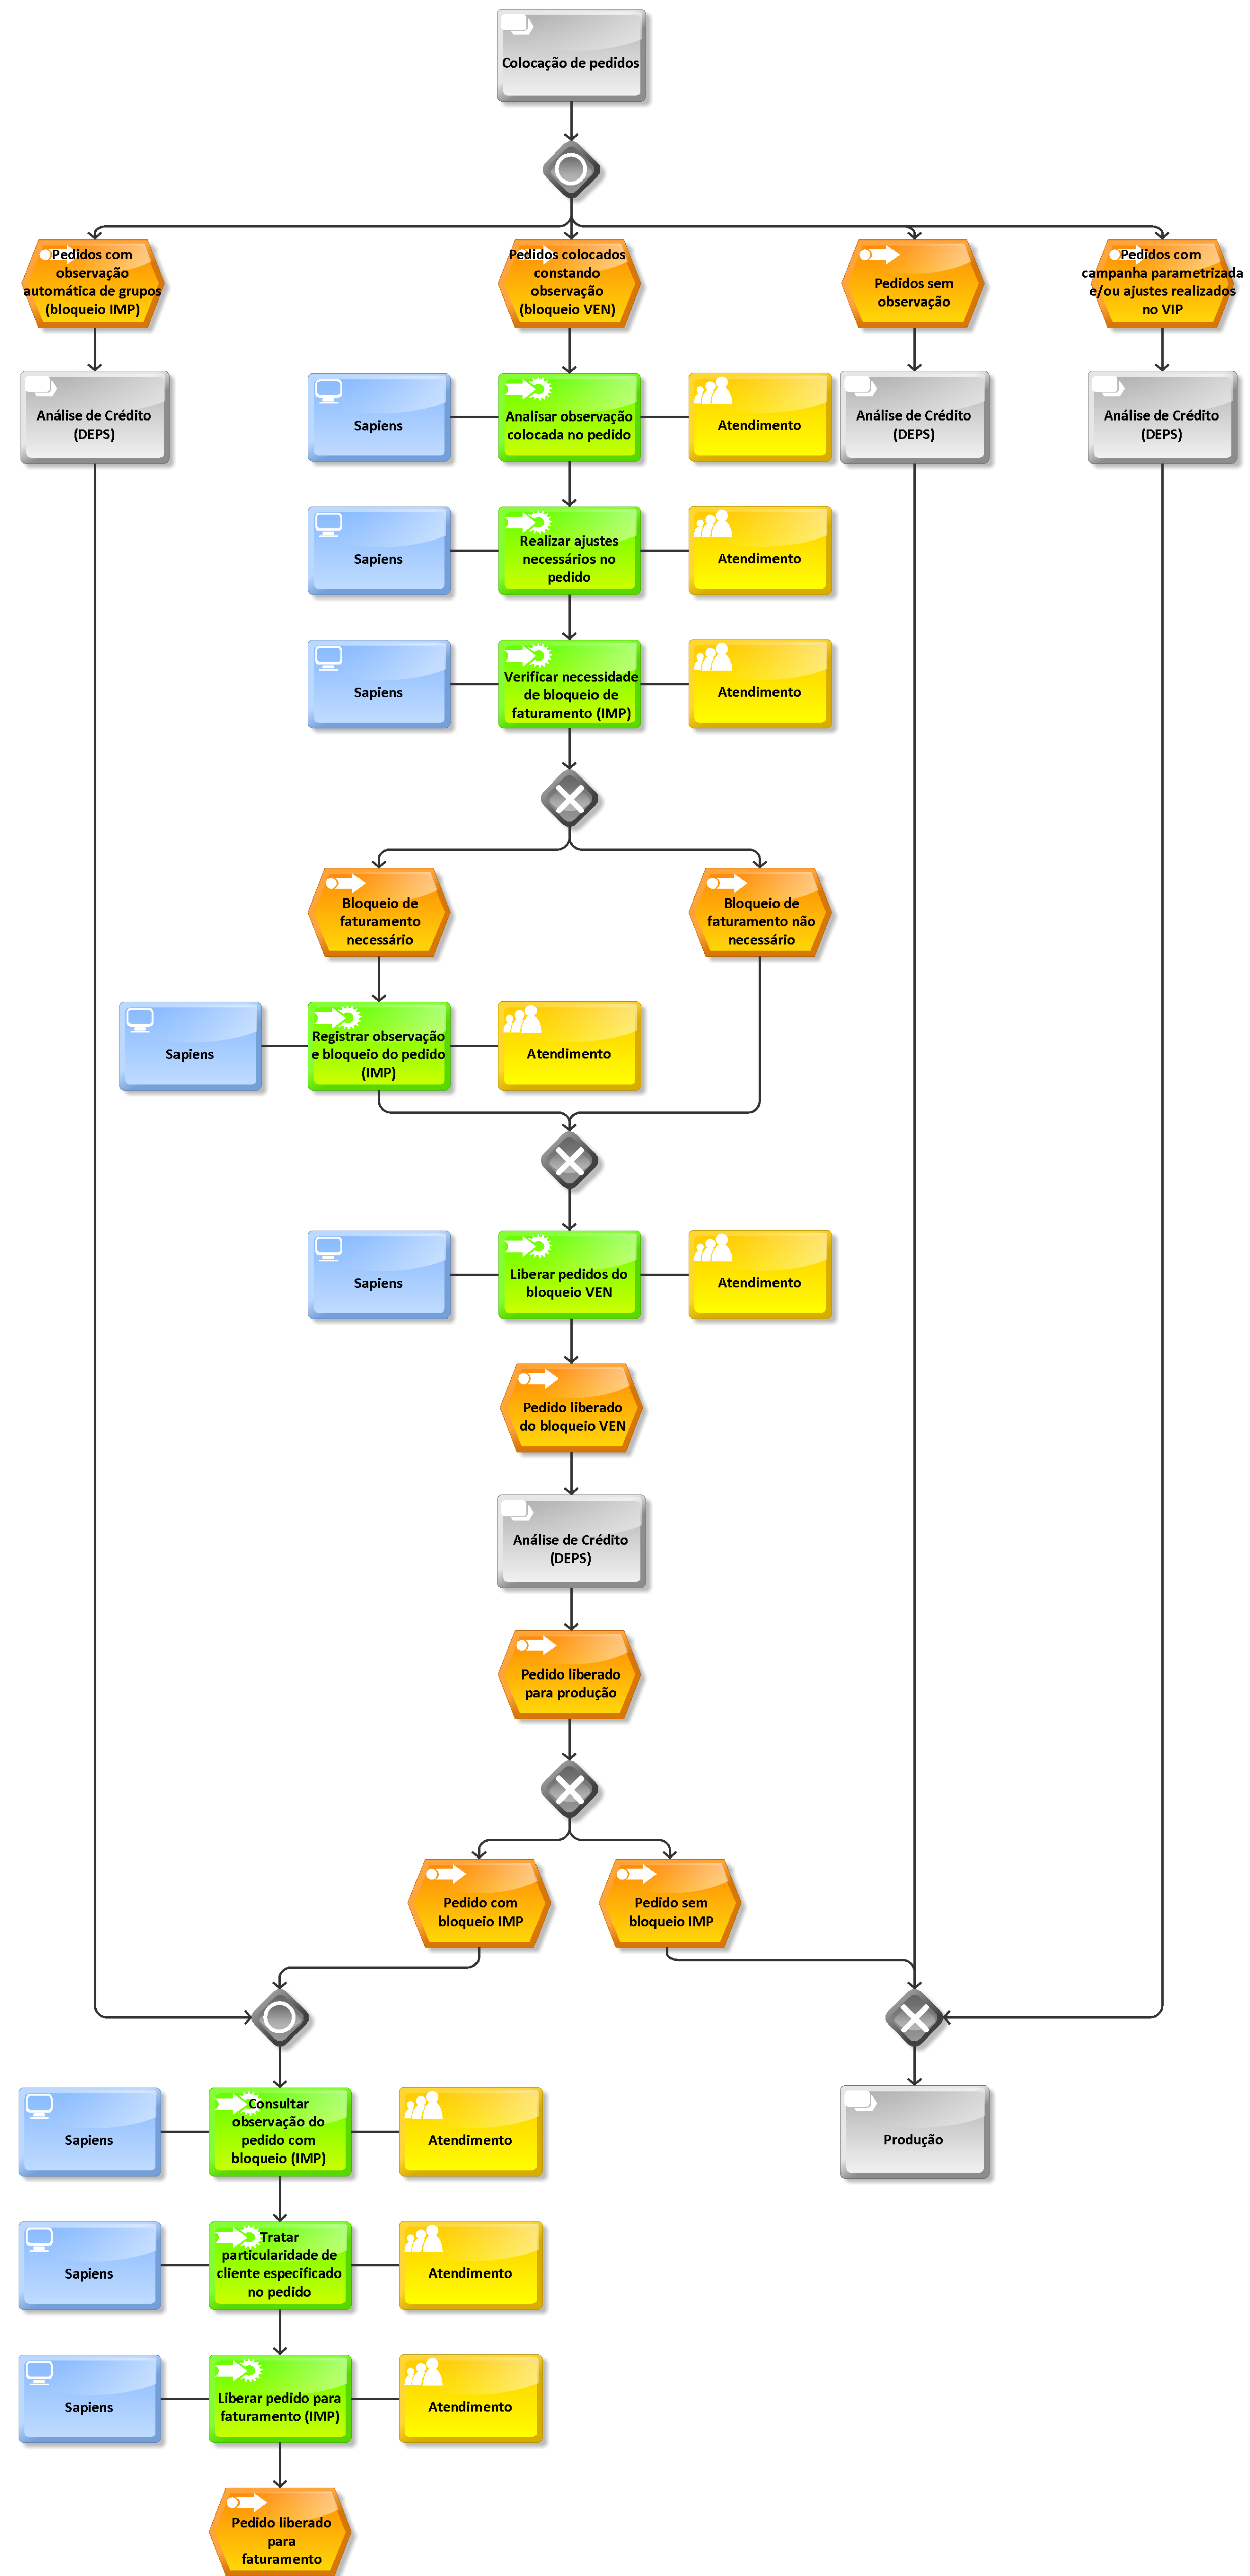 Colocação de pedidos
Pedidos com
observação
automática de grupos
(bloqueio IMP)
Pedidos colocados
constando
observação
(bloqueio VEN)
Pedidos sem
observação
Pedidos com
campanha parametrizada
e/ou ajustes realizados
no VIP
Análise de Crédito
(DEPS)
Sapiens
Analisar observação
colocada no pedido
Atendimento
Análise de Crédito
(DEPS)
Análise de Crédito
(DEPS)
Sapiens
Realizar ajustes
necessários no
pedido
Atendimento
Sapiens
Verificar necessidade
de bloqueio de
faturamento (IMP)
Atendimento
Bloqueio de
faturamento
necessário
Bloqueio de
faturamento não
necessário
Sapiens
Registrar observação
e bloqueio do pedido
(IMP)
Atendimento
Sapiens
Liberar pedidos do
bloqueio VEN
Atendimento
Pedido liberado
do bloqueio VEN
Análise de Crédito
(DEPS)
Pedido liberado
para produção
Pedido com
bloqueio IMP
Pedido sem
bloqueio IMP
Sapiens
Consultar
observação do
pedido com
bloqueio (IMP)
Atendimento
Produção
Sapiens
Tratar
particularidade de
cliente especificado
no pedido
Atendimento
Sapiens
Liberar pedido para
faturamento (IMP)
Atendimento
Pedido liberado
para
faturamento